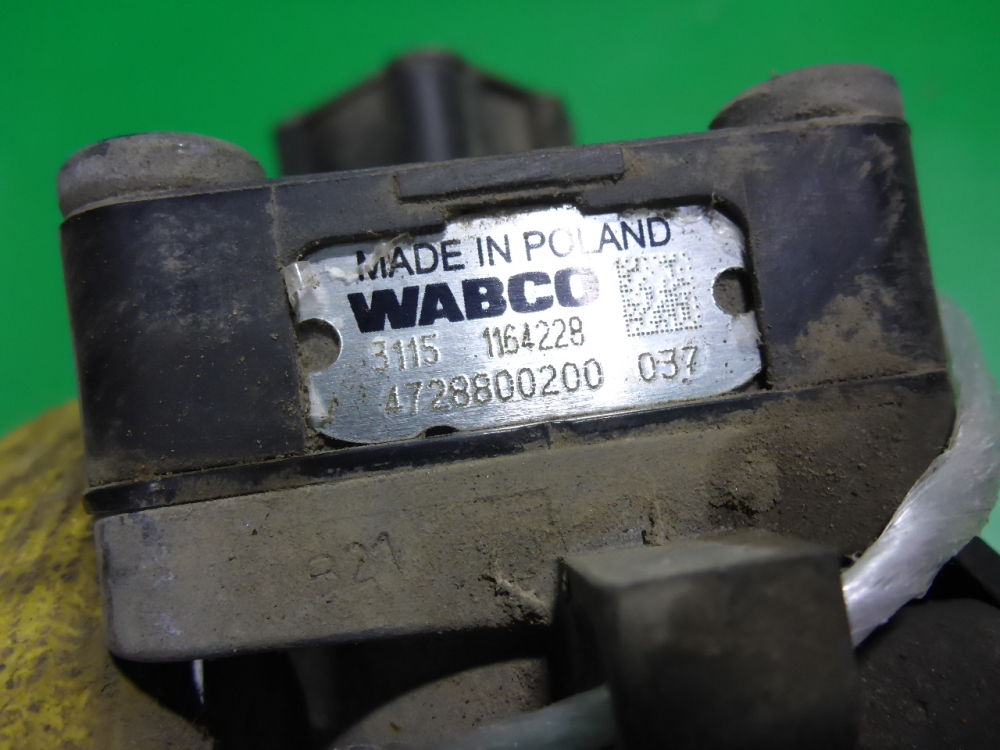 MADE IN POLAND
WABCO
3115 1164228
4728800200 037